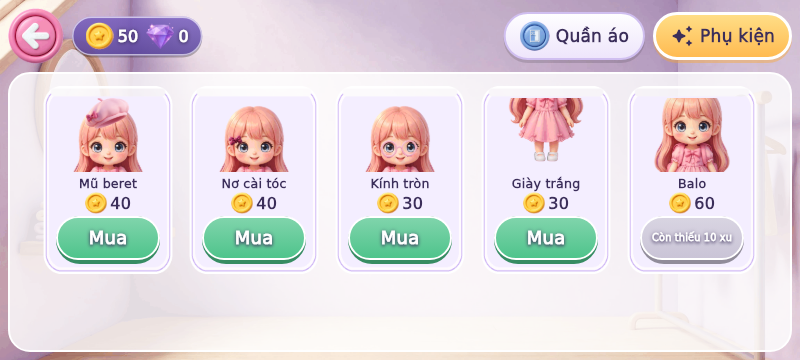 50 0
Quần áo
Phụ kiện
Mũ beret
40
Mua
Nơ cài tóc
40
Mua
Kính tròn
30
Mua
Giày trắng
30
Mua
Balo
60
Còn thiếu 10 xu